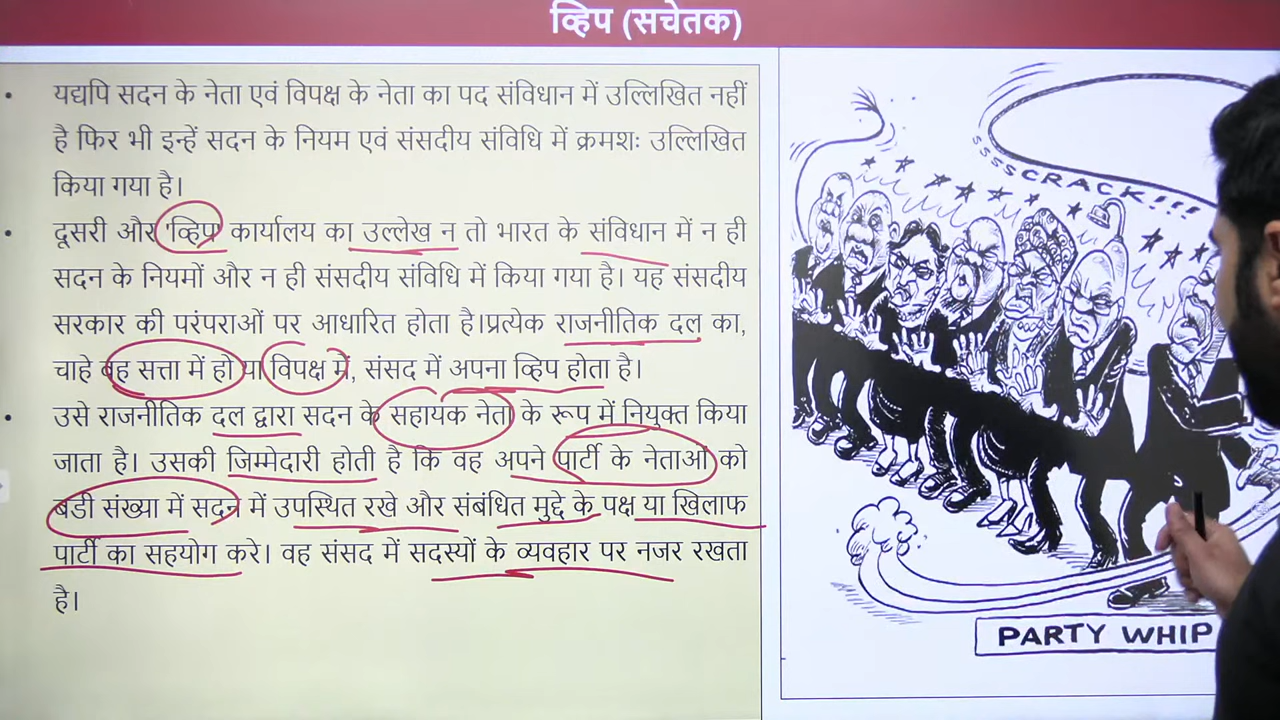 व्हिप (सचेतक)
• यद्यपि सदन के नेता एवं विपक्ष के नेता का पद संविधान में उल्लिखित नहीं
है फिर भी इन्हें सदन के नियम एवं संसदीय संविधि में क्रमशः उल्लिखित
किया गया है।
• दूसरी और 'व्हिप' कार्यालय का उल्लेख न तो भारत के संविधान में न ही
सदन के नियमों और न ही संसदीय संविधि में किया गया है। यह संसदीय
सरकार की परंपराओं पर आधारित होता है।प्रत्येक राजनीतिक दल का,
चाहे वह सत्ता में हो या विपक्ष में, संसद में अपना व्हिप होता है।
• उसे राजनीतिक दल द्वारा सदन के सहायक नेता के रूप में नियुक्त किया
जाता है। उसकी जिम्मेदारी होती है कि वह अपने पार्टी के नेताओं को
बडी संख्या में सदन में उपस्थित रखे और संबंधित मुद्दे के पक्ष या खिलाफ
पार्टी का सहयोग करे। वह संसद में सदस्यों के व्यवहार पर नजर रखता
है।
SSSSCRACK!!!
PARTY WHIP